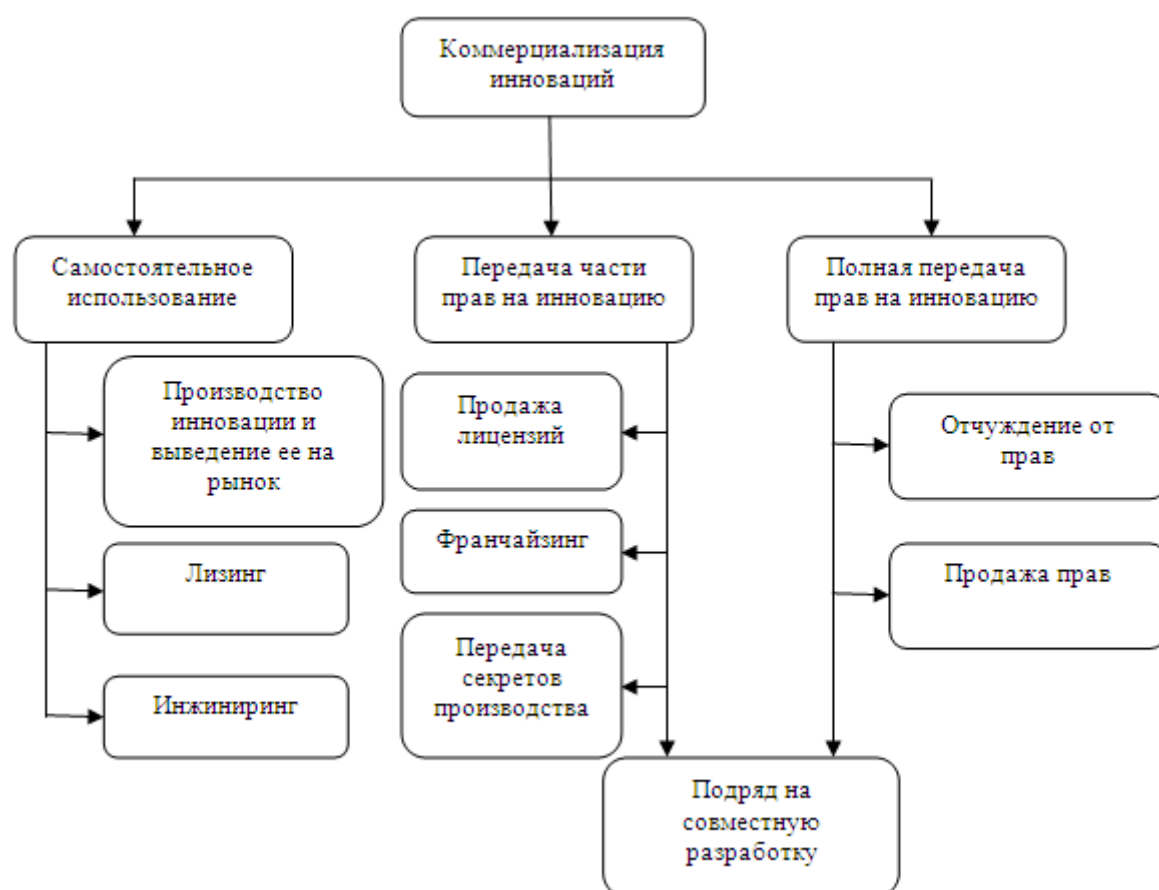 Коммерциализация
инноваций
Самостоятельное
использование
Передача части
прав на инновацию
Полная передача
прав на инновацию
Производство
инновации и
выведение ее на
рынок
Лизинг
Инжиниринг
Продажа
лицензий
Франчайзинг
Передача
секретов
производства
Отчуждение от
прав
Продажа прав
Подряд на
совместную
разработку